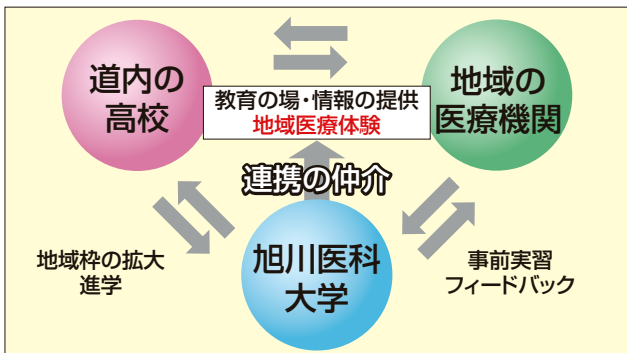 道内の
高校
地域の
医療機関
教育の場・情報の提供
地域医療体験
連携の仲介
地域枠の拡大
進学
旭川医科
大学
事前実習
フィードバック